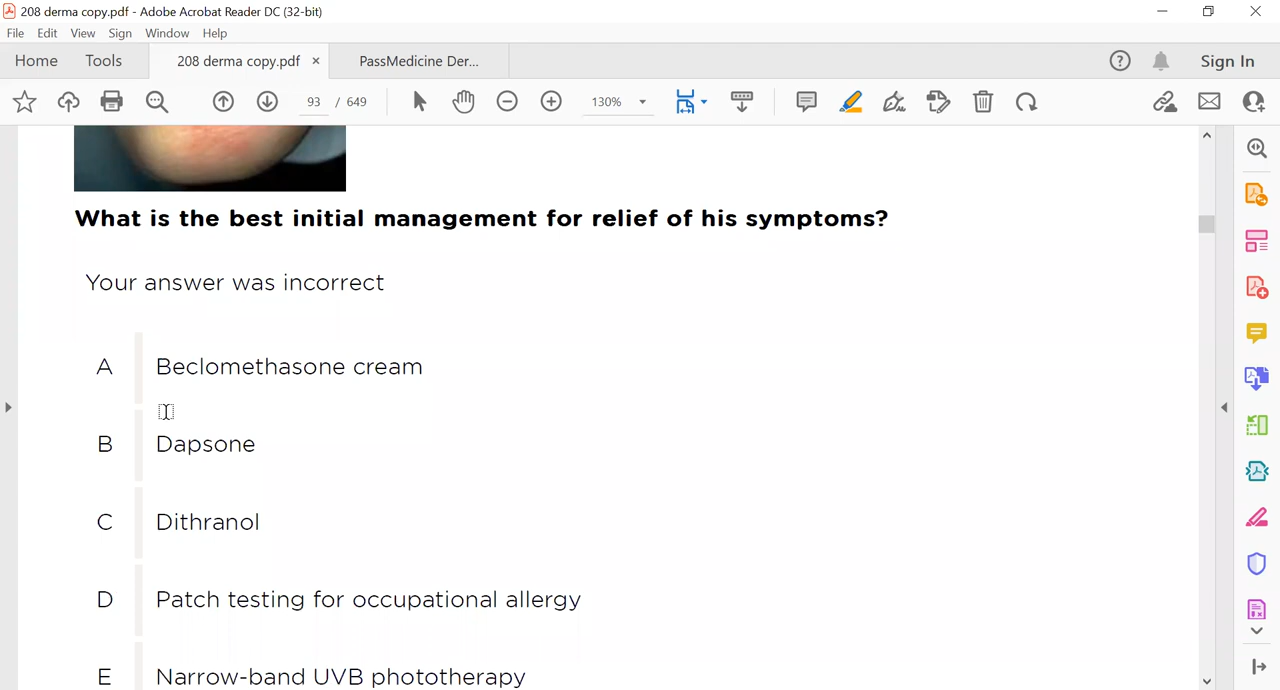 208 derma copy.pdf - Adobe Acrobat Reader DC (32-bit)
File Edit View Sign Window Help
Home Tools 208 derma copy.pdf × PassMedicine Der... ? Sign In
93 / 649 130%
What is the best initial management for relief of his symptoms?
Your answer was incorrect
A Beclomethasone cream
B Dapsone
C Dithranol
D Patch testing for occupational allergy
E Narrow-band UVB phototherapy